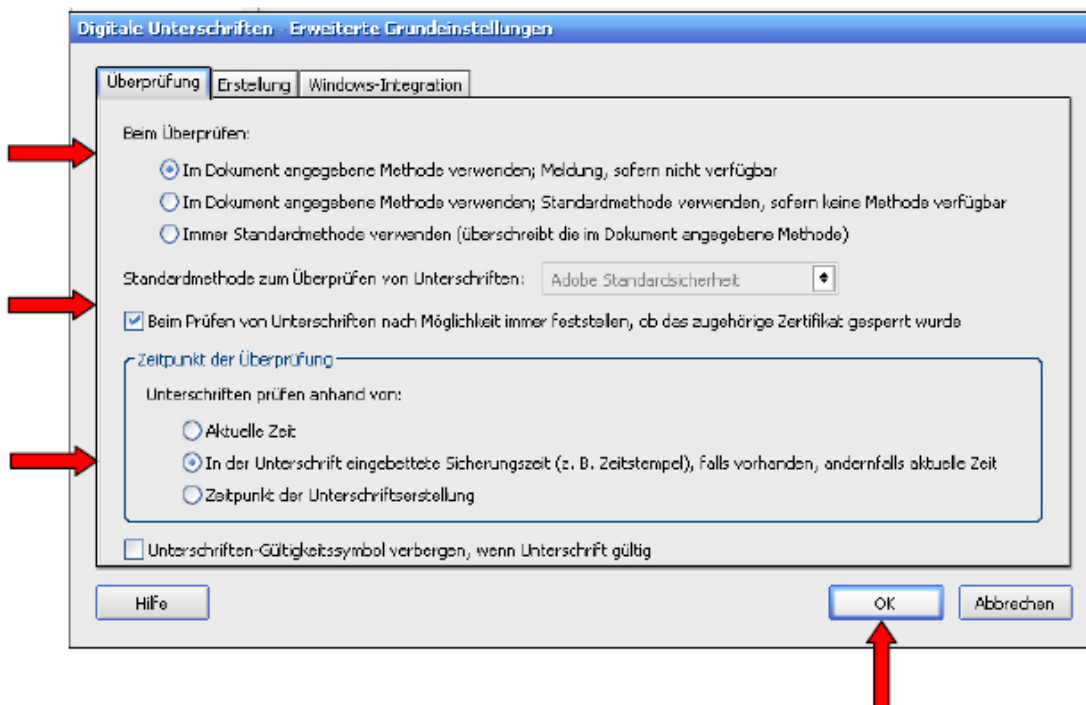 Digitale Unterschriften - Erweiterte Grundeinstellungen
Überprüfung Erstellung Windows-Integration
Beim Überprüfen:
Im Dokument angegebene Methode verwenden; Meldung, sofern nicht verfügbar
Im Dokument angegebene Methode verwenden; Standardmethode verwenden, sofern keine Methode verfügbar
Immer Standardmethode verwenden (überschreibt die im Dokument angegebene Methode)
Standardmethode zum Überprüfen von Unterschriften: Adobe Standardsicherheit
Beim Prüfen von Unterschriften nach Möglichkeit immer feststellen, ob das zugehörige Zertifikat gesperrt wurde
Zeitpunkt der Überprüfung
Unterschriften prüfen anhand von:
Aktuelle Zeit
In der Unterschrift eingebettete Sicherungszeit (z. B. Zeitstempel), falls vorhanden, andernfalls aktuelle Zeit
Zeitpunkt der Unterschriftserstellung
Unterschriften-Gültigkeitssymbol verbergen, wenn Unterschrift gültig
Hilfe OK Abbrechen